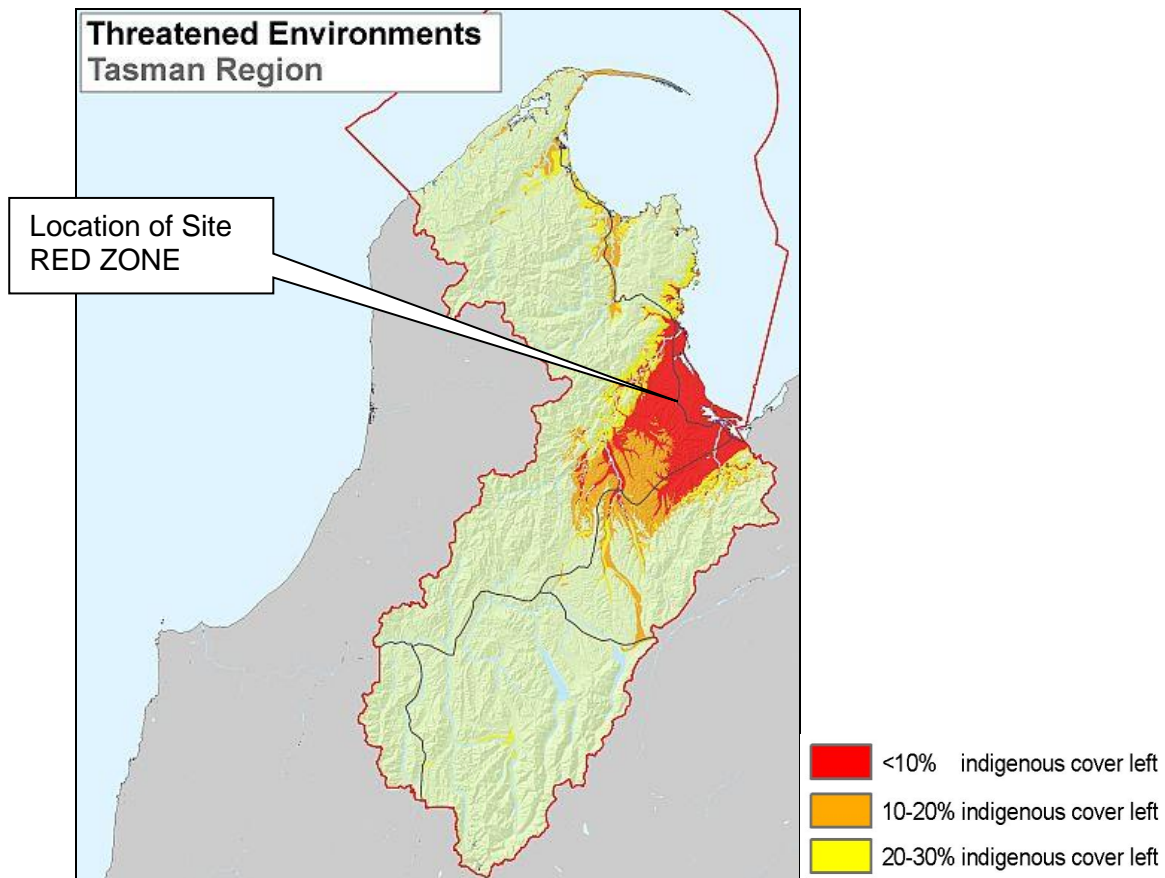 Threatened Environments
Tasman Region
Location of Site
RED ZONE
<10% indigenous cover left
10-20% indigenous cover left
20-30% indigenous cover left